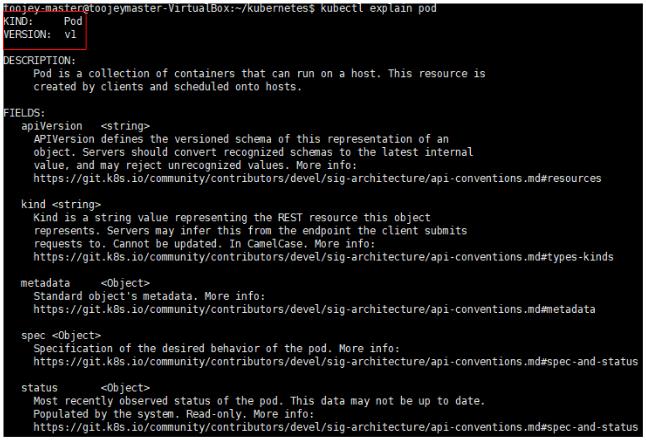 toojey-master@toojeymaster-VirtualBox:~/kubernetes$ kubectl explain pod
KIND:     Pod
VERSION:  v1
DESCRIPTION:
     Pod is a collection of containers that can run on a host. This resource is
     created by clients and scheduled onto hosts.
FIELDS:
   apiVersion   <string>
     APIVersion defines the versioned schema of this representation of an
     object. Servers should convert recognized schemas to the latest internal
     value, and may reject unrecognized values. More info:
     https://git.k8s.io/community/contributors/devel/sig-architecture/api-conventions.md#resources
   kind <string>
     Kind is a string value representing the REST resource this object
     represents. Servers may infer this from the endpoint the client submits
     requests to. Cannot be updated. In CamelCase. More info:
     https://git.k8s.io/community/contributors/devel/sig-architecture/api-conventions.md#types-kinds
   metadata     <Object>
     Standard object's metadata. More info:
     https://git.k8s.io/community/contributors/devel/sig-architecture/api-conventions.md#metadata
   spec <Object>
     Specification of the desired behavior of the pod. More info:
     https://git.k8s.io/community/contributors/devel/sig-architecture/api-conventions.md#spec-and-status
   status       <Object>
     Most recently observed status of the pod. This data may not be up to date.
     Populated by the system. Read-only. More info:
     https://git.k8s.io/community/contributors/devel/sig-architecture/api-conventions.md#spec-and-status